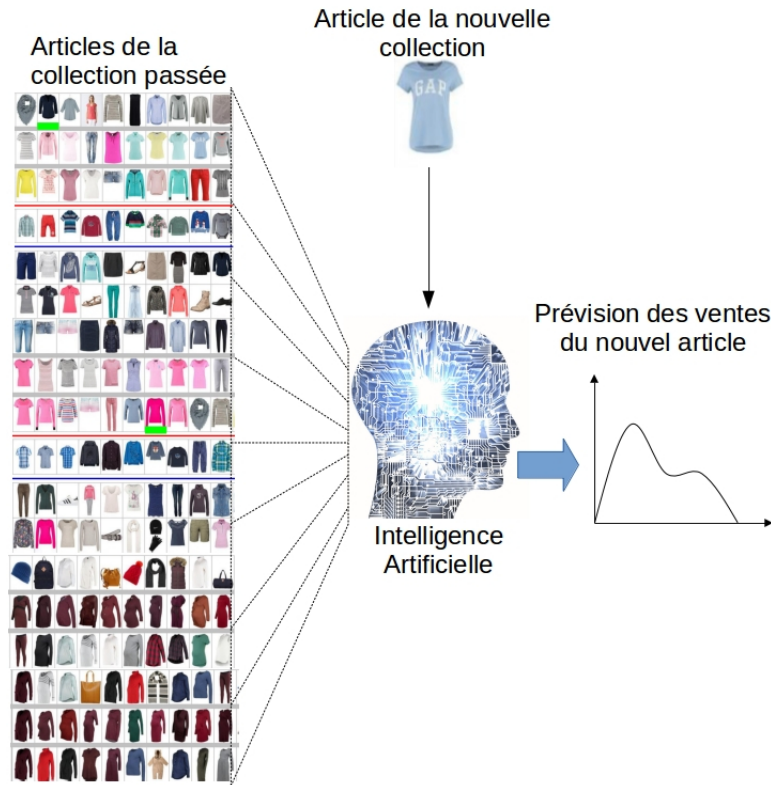 Articles de la
collection passée
Article de la nouvelle
collection
GAP
Intelligence
Artificielle
Prévision des ventes
du nouvel article